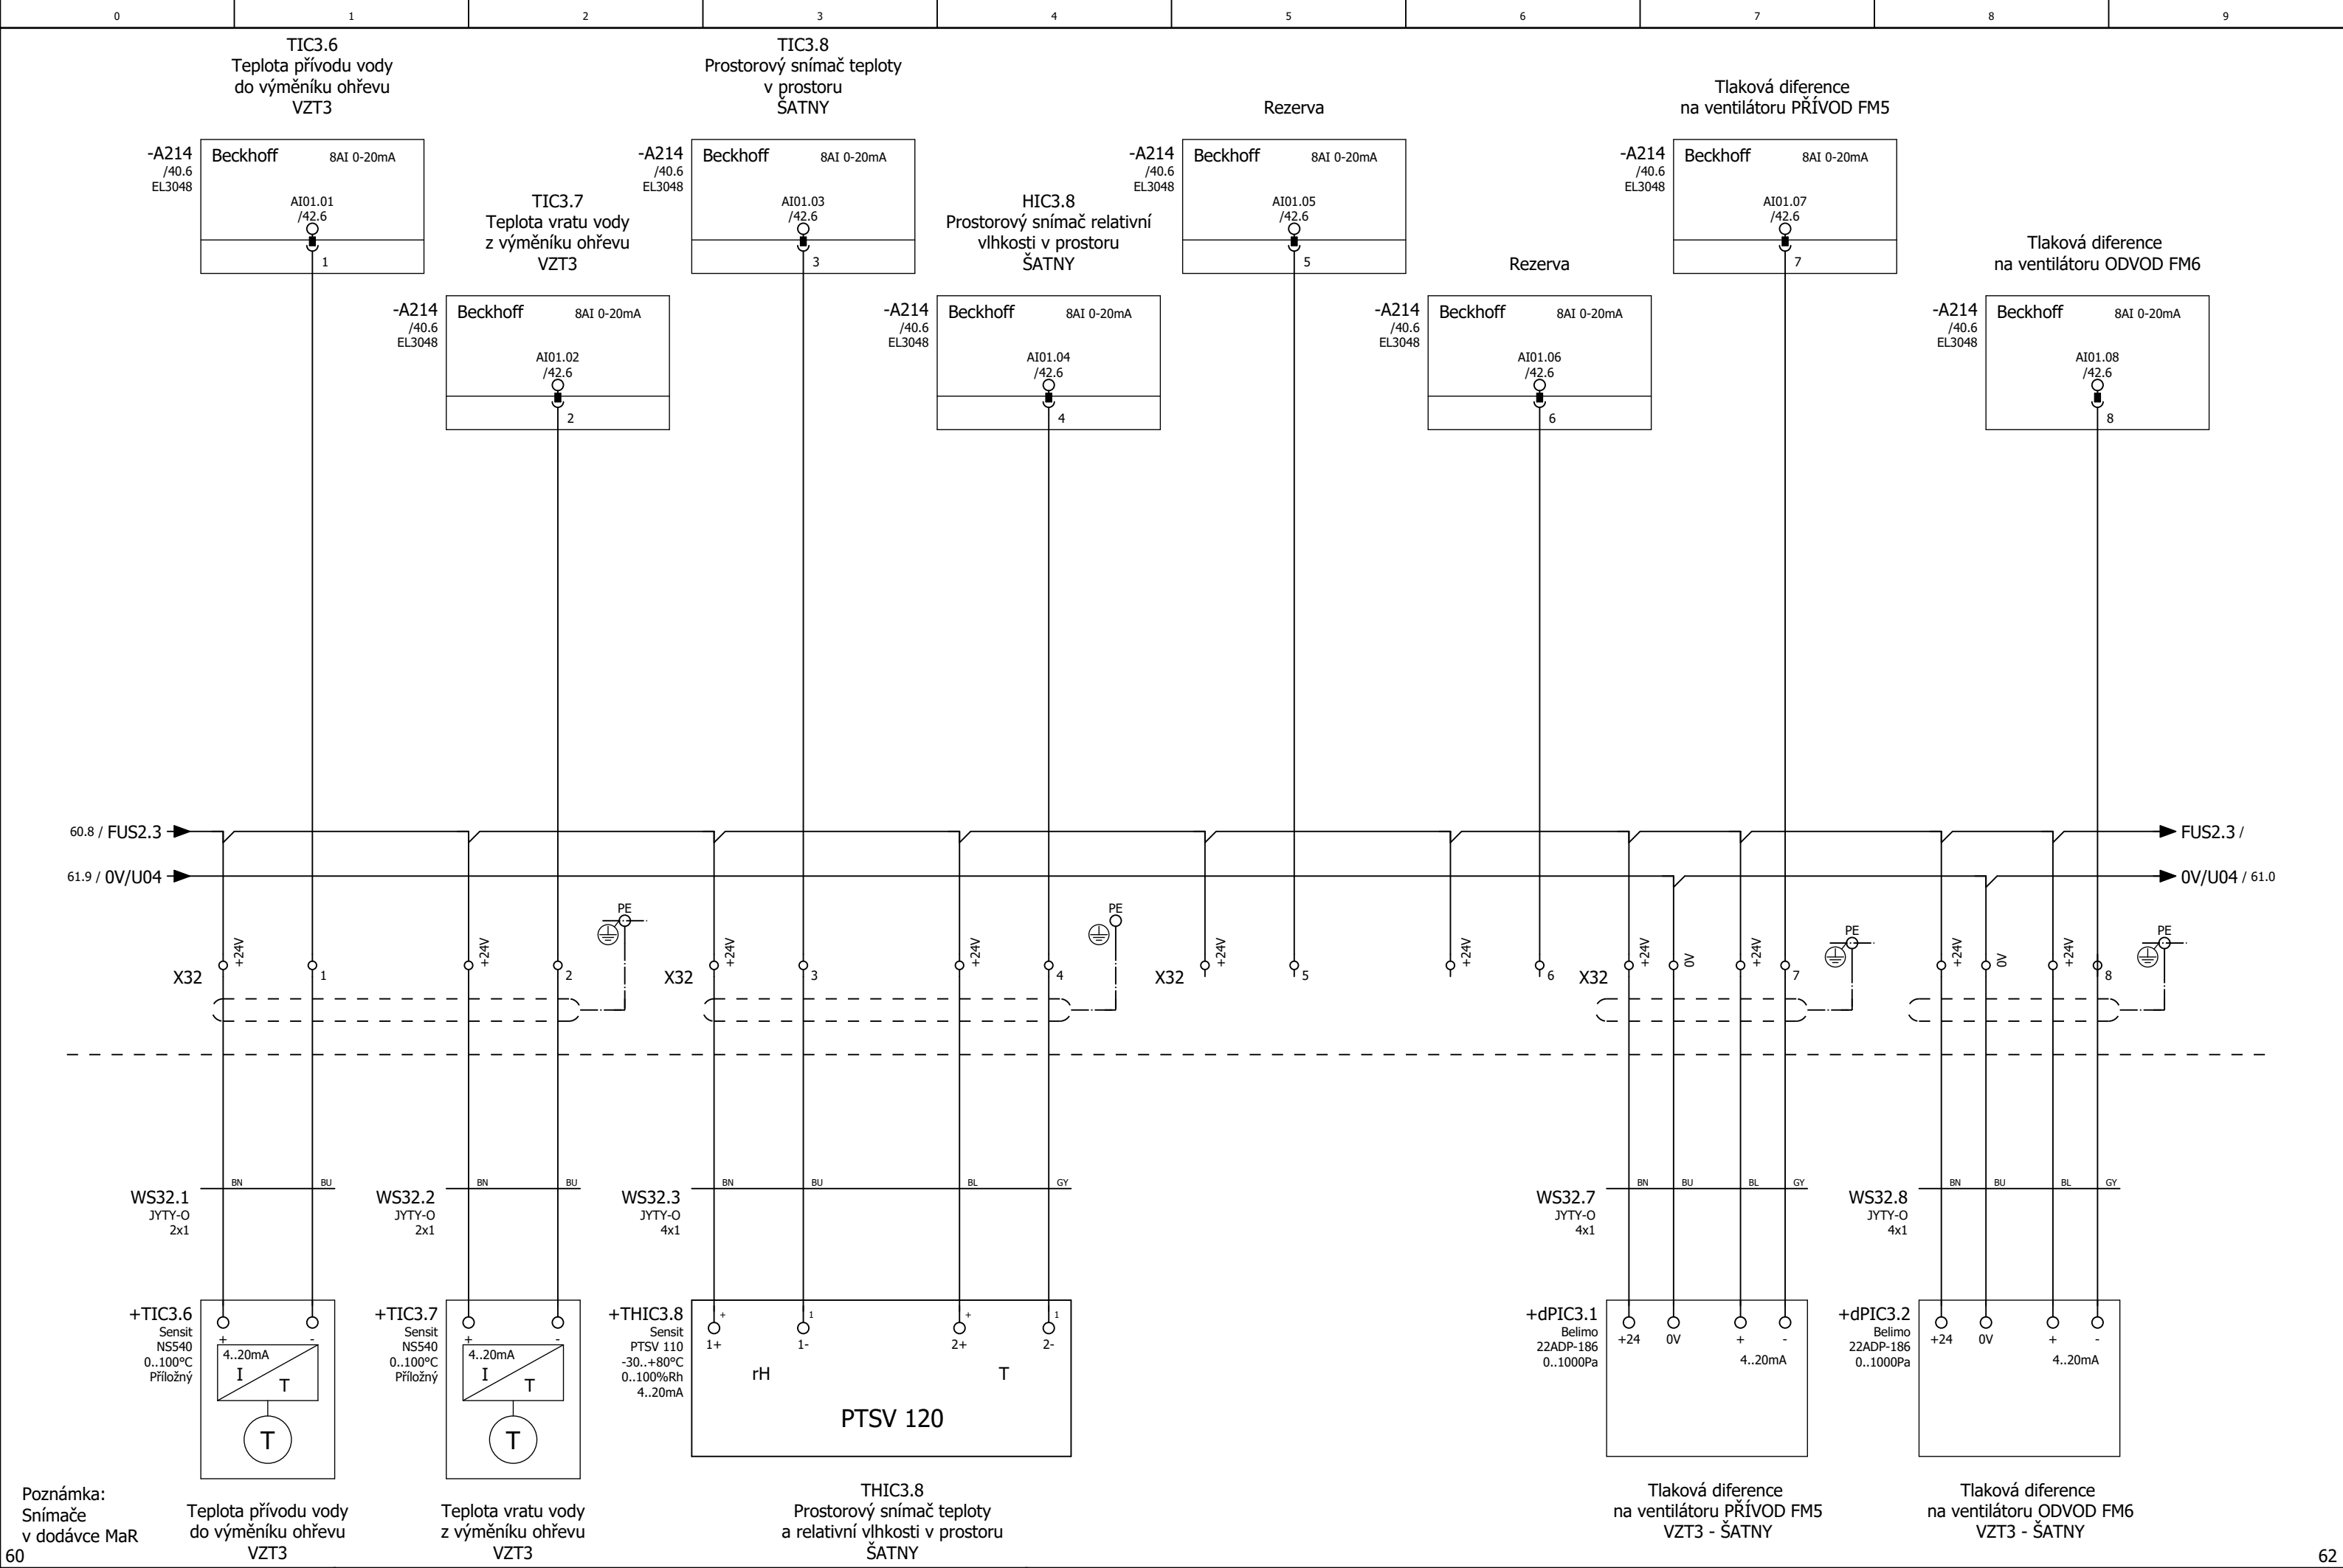 0 1 2 3 4 5 6 7 8 9
TIC3.6
Teplota přívodu vody
do výměníku ohřevu
VZT3
-A214
/40.6
EL3048
Beckhoff 8AI 0-20mA
AI01.01
/42.6
1
TIC3.7
Teplota vratu vody
z výměníku ohřevu
VZT3
-A214
/40.6
EL3048
Beckhoff 8AI 0-20mA
AI01.02
/42.6
2
TIC3.8
Prostorový snímač teploty
v prostoru
ŠATNY
-A214
/40.6
EL3048
Beckhoff 8AI 0-20mA
AI01.03
/42.6
3
HIC3.8
Prostorový snímač relativní
vlhkosti v prostoru
ŠATNY
-A214
/40.6
EL3048
Beckhoff 8AI 0-20mA
AI01.04
/42.6
4
Rezerva
-A214
/40.6
EL3048
Beckhoff 8AI 0-20mA
AI01.05
/42.6
5
Rezerva
-A214
/40.6
EL3048
Beckhoff 8AI 0-20mA
AI01.06
/42.6
6
Tlaková diference
na ventilátoru PŘÍVOD FM5
-A214
/40.6
EL3048
Beckhoff 8AI 0-20mA
AI01.07
/42.6
7
Tlaková diference
na ventilátoru ODVOD FM6
-A214
/40.6
EL3048
Beckhoff 8AI 0-20mA
AI01.08
/42.6
8
60.8 / FUS2.3 FUS2.3 /
61.9 / 0V/U04 0V/U04 / 61.0
PE PE PE PE
X32 +24V 1 +24V 2
X32 +24V 3 +24V 4
X32 +24V 5 +24V 6
X32 +24V 0V +24V 7 +24V 0V +24V 8
WS32.1
JYTY-O
2x1
BN BU
WS32.2
JYTY-O
2x1
BN BU
WS32.3
JYTY-O
4x1
BN BU BL GY
WS32.7
JYTY-O
4x1
BN BU BL GY
WS32.8
JYTY-O
4x1
BN BU BL GY
+TIC3.6
Sensit
NS540
0..100°C
Příložný
+ -
4..20mA
I T
T
+TIC3.7
Sensit
NS540
0..100°C
Příložný
+ -
4..20mA
I T
T
+THIC3.8
Sensit
PTSV 110
-30..+80°C
0..100%Rh
4..20mA
+ 1 + 1
1+ 1- 2+ 2-
rH T
PTSV 120
+dPIC3.1
Belimo
22ADP-186
0..1000Pa
+24 0V + -
4..20mA
+dPIC3.2
Belimo
22ADP-186
0..1000Pa
+24 0V + -
4..20mA
Poznámka:
Snímače
v dodávce MaR
60
Teplota přívodu vody
do výměníku ohřevu
VZT3
Teplota vratu vody
z výměníku ohřevu
VZT3
THIC3.8
Prostorový snímač teploty
a relativní vlhkosti v prostoru
ŠATNY
Tlaková diference
na ventilátoru PŘÍVOD FM5
VZT3 - ŠATNY
Tlaková diference
na ventilátoru ODVOD FM6
VZT3 - ŠATNY
62